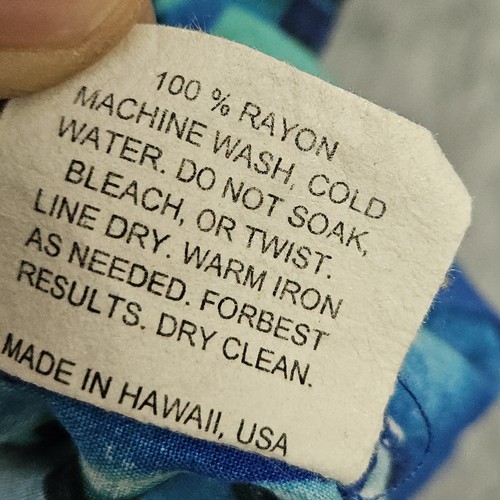 100 % RAYON
MACHINE WASH, COLD
WATER. DO NOT SOAK,
BLEACH, OR TWIST.
LINE DRY. WARM IRON
AS NEEDED. FORBEST
RESULTS. DRY CLEAN.
MADE IN HAWAII, USA